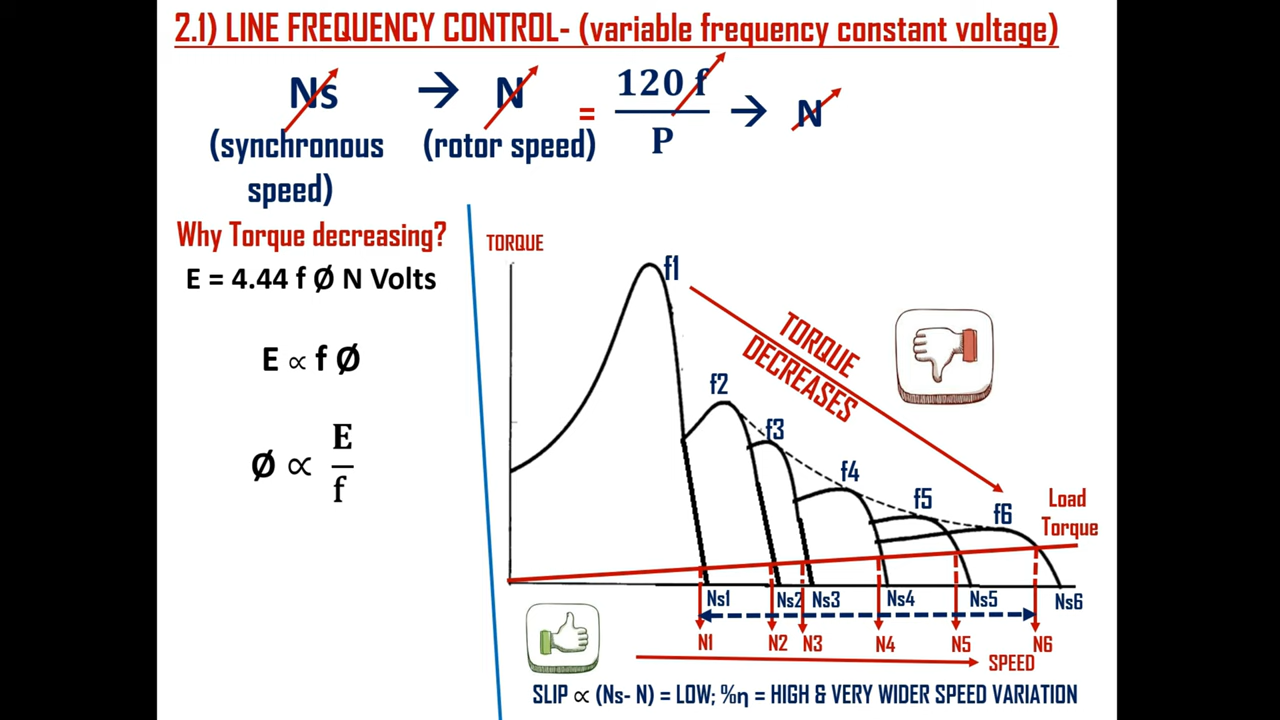 2.1) LINE FREQUENCY CONTROL- (variable frequency constant voltage)
Ns → N = 120 f / P → N
(synchronous speed) (rotor speed)
Why Torque decreasing?
E = 4.44 f Ø N Volts
E ∝ f Ø
Ø ∝ E / f
TORQUE
f1
TORQUE
DECREASES
f2
f3
f4
f5
f6
Load
Torque
Ns1 Ns2 Ns3 Ns4 Ns5 Ns6
N1 N2 N3 N4 N5 N6
SPEED
SLIP ∝ (Ns- N) = LOW; %η = HIGH & VERY WIDER SPEED VARIATION